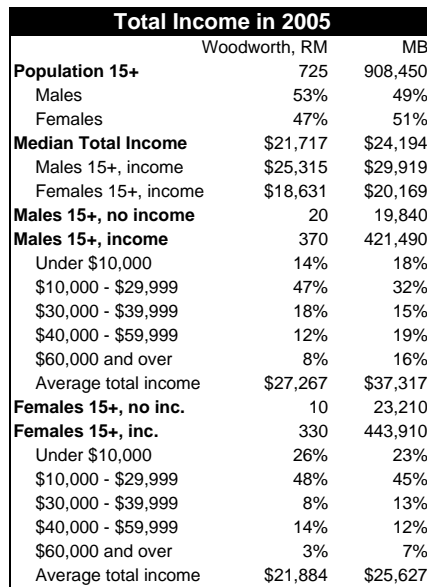 Total Income in 2005
Woodworth, RM MB
Population 15+ 725 908,450
Males 53% 49%
Females 47% 51%
Median Total Income $21,717 $24,194
Males 15+, income $25,315 $29,919
Females 15+, income $18,631 $20,169
Males 15+, no income 20 19,840
Males 15+, income 370 421,490
Under $10,000 14% 18%
$10,000 - $29,999 47% 32%
$30,000 - $39,999 18% 15%
$40,000 - $59,999 12% 19%
$60,000 and over 8% 16%
Average total income $27,267 $37,317
Females 15+, no inc. 10 23,210
Females 15+, inc. 330 443,910
Under $10,000 26% 23%
$10,000 - $29,999 48% 45%
$30,000 - $39,999 8% 13%
$40,000 - $59,999 14% 12%
$60,000 and over 3% 7%
Average total income $21,884 $25,627